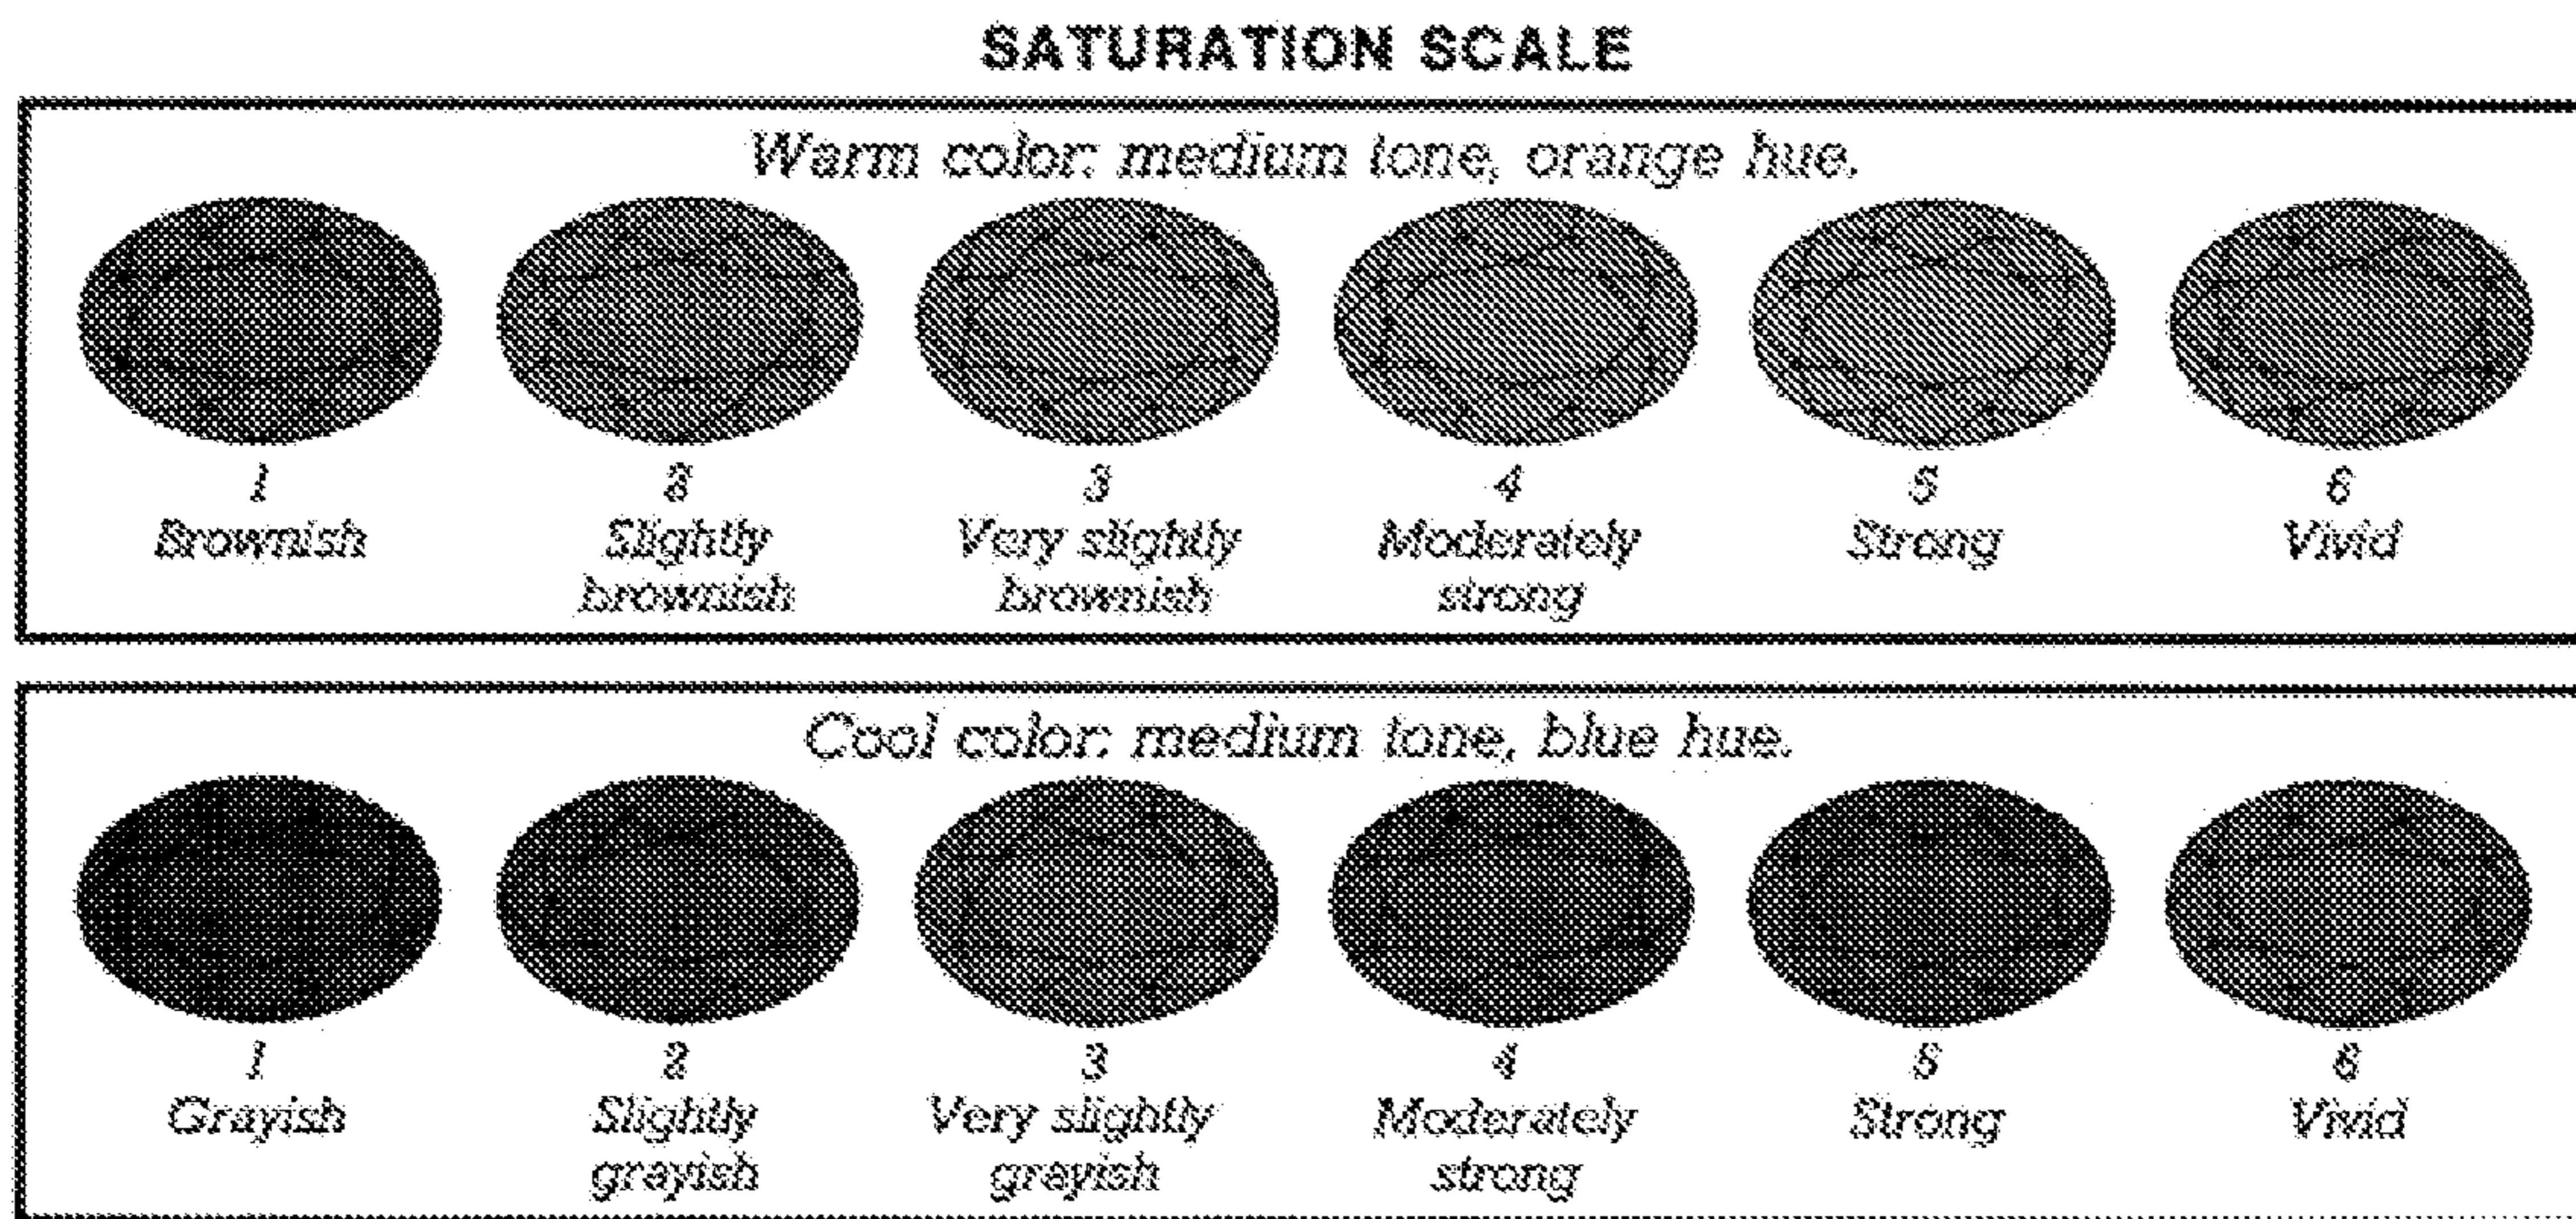 SATURATION SCALE
Warm color: medium tone, orange hue.
1 2 3 4 5 6
Brownish Slightly Very slightly Moderately Strong Vivid
brownish brownish strong
Cool color: medium tone, blue hue.
1 2 3 4 5 6
Grayish Slightly Very slightly Moderately Strong Vivid
grayish grayish strong